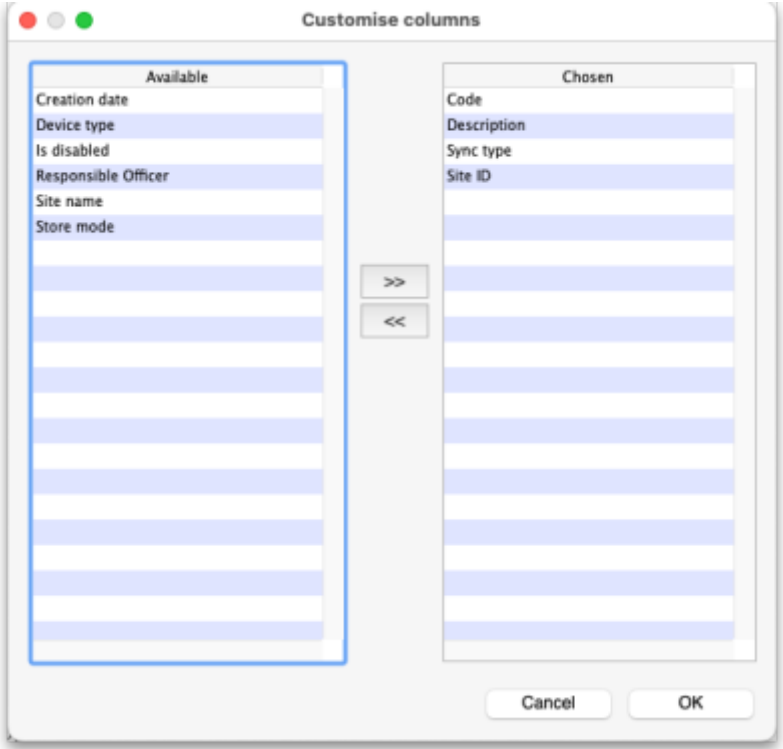 Customise columns
Available
Creation date
Device type
Is disabled
Responsible Officer
Site name
Store mode
>>
<<
Chosen
Code
Description
Sync type
Site ID
Cancel
OK